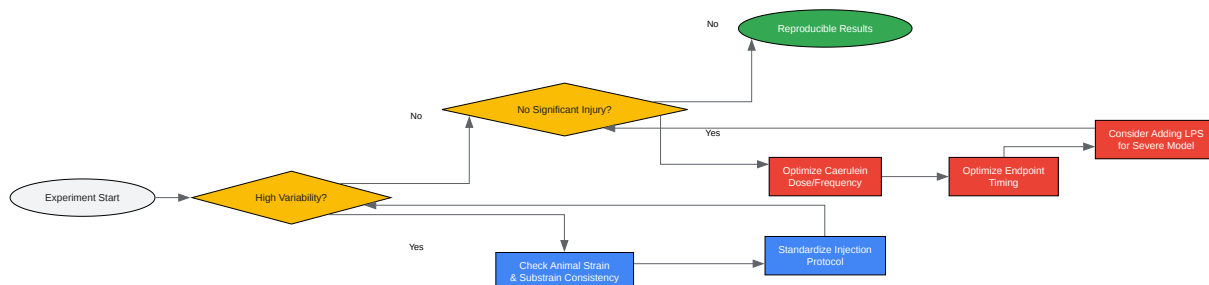 No
Reproducible Results
No Significant Injury?
No
Yes
Consider Adding LPS
for Severe Model
Optimize Caerulein
Dose/Frequency
Optimize Endpoint
Timing
Experiment Start
High Variability?
Yes
Check Animal Strain
& Substrain Consistency
Standardize Injection
Protocol